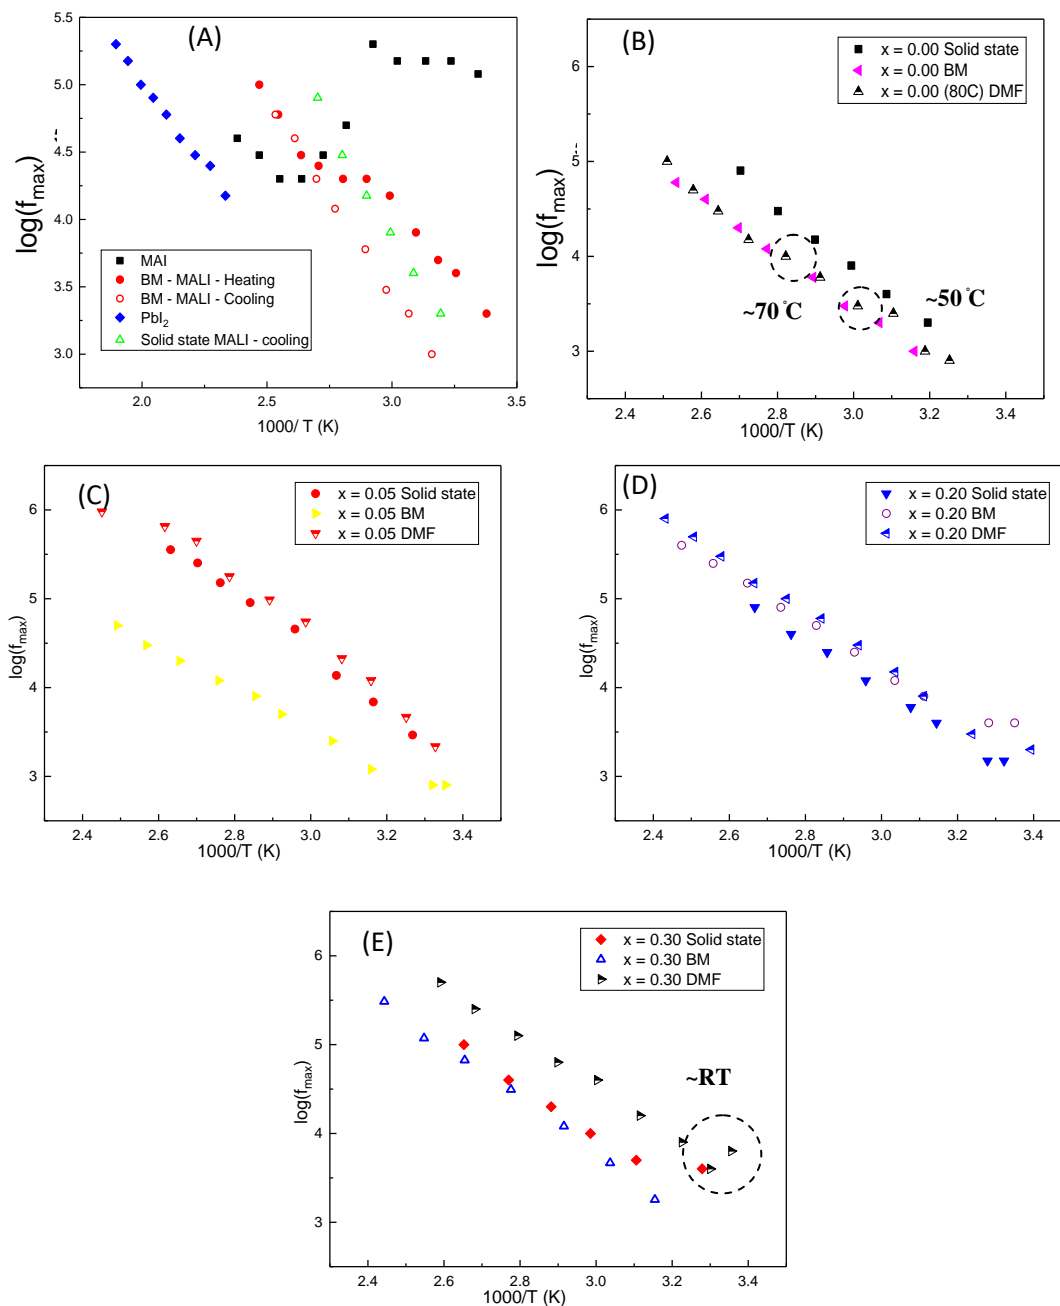 (A)
5.5
5.0
4.5
4.0
3.5
3.0
log(f_max)
MAI
BM - MALI - Heating
BM - MALI - Cooling
PbI₂
Solid state MALI - cooling
2.0 2.5 3.0 3.5
1000/ T (K)
(B)
x = 0.00 Solid state
x = 0.00 BM
x = 0.00 (80C) DMF
6
5
4
3
log(f_max)
~70°C
~50°C
2.4 2.6 2.8 3.0 3.2 3.4
1000/T (K)
(C)
x = 0.05 Solid state
x = 0.05 BM
x = 0.05 DMF
6
5
4
3
log(f_max)
2.4 2.6 2.8 3.0 3.2 3.4
1000/T (K)
(D)
x = 0.20 Solid state
x = 0.20 BM
x = 0.20 DMF
6
5
4
3
log(f_max)
2.4 2.6 2.8 3.0 3.2 3.4
1000/T (K)
(E)
x = 0.30 Solid state
x = 0.30 BM
x = 0.30 DMF
6
5
4
3
log(f_max)
~RT
2.4 2.6 2.8 3.0 3.2 3.4
1000/T (K)